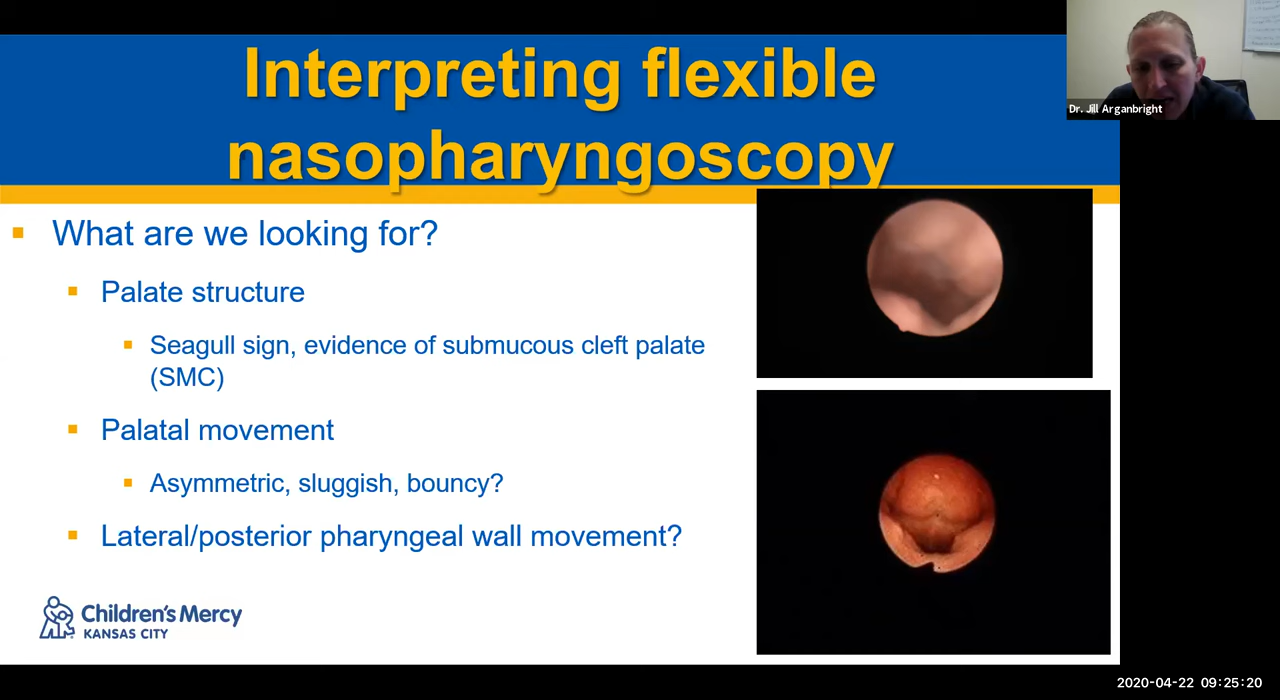 Interpreting flexible
nasopharyngoscopy
Dr. Jill Arganbright
What are we looking for?
Palate structure
Seagull sign, evidence of submucous cleft palate
(SMC)
Palatal movement
Asymmetric, sluggish, bouncy?
Lateral/posterior pharyngeal wall movement?
Children's Mercy
KANSAS CITY
2020-04-22 09:25:20